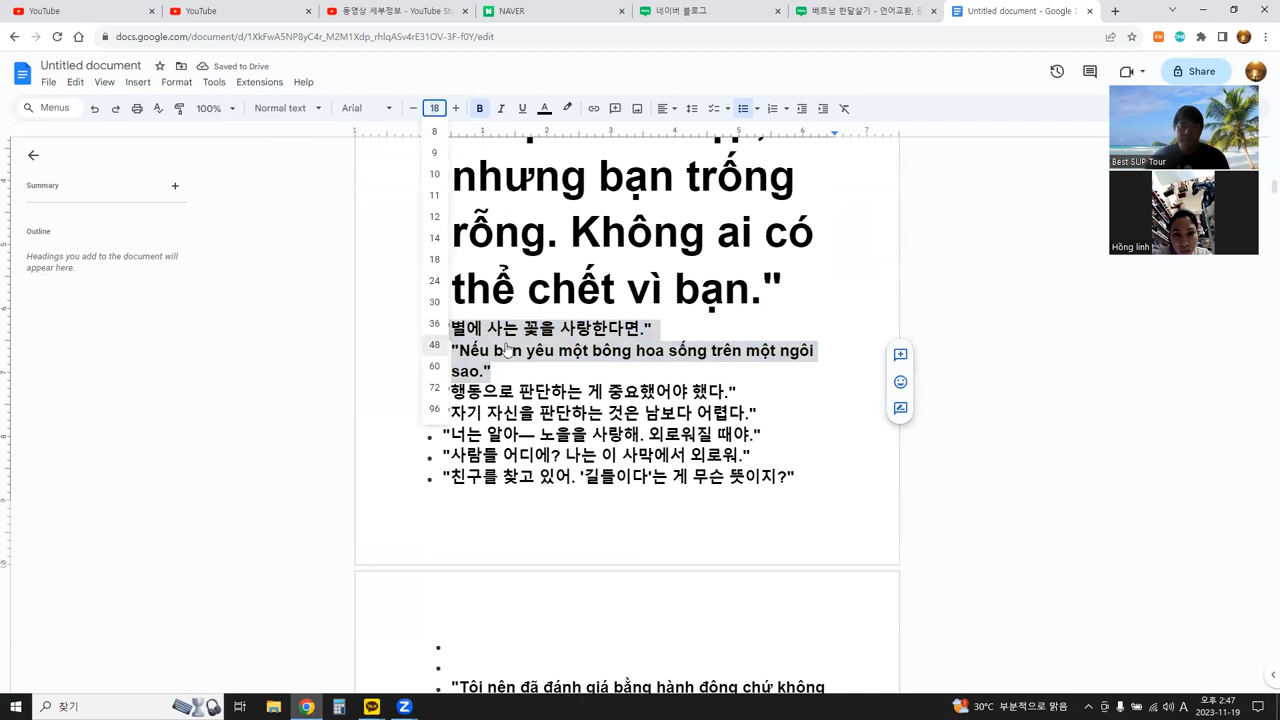 YouTube
YouTube
동영상 세부정보 - YouTube St
NAVER
네이버 블로그
베트남 한달살기 - 언어교환, 문
Untitled document - Google D
docs.google.com/document/d/1XkFwA5NP8yC4r_M2M1Xdp_rhlqASv4rE31OV-3F-f0Y/edit
Untitled document
Saved to Drive
File Edit View Insert Format Tools Extensions Help
Share
Menus
100%
Normal text
Arial
18
B I U A
1 1 2 3 4 5 6 7
8
9
10
11
12
14
18
24
30
36
48
60
72
96
Summary
Outline
Headings you add to the document will
appear here.
nhưng bạn trống
rỗng. Không ai có
thể chết vì bạn."
별에 사는 꽃을 사랑한다면."
"Nếu bạn yêu một bông hoa sống trên một ngôi
sao."
행동으로 판단하는 게 중요했어야 했다."
자기 자신을 판단하는 것은 남보다 어렵다."
"너는 알아— 노을을 사랑해. 외로워질 때야."
"사람들 어디에? 나는 이 사막에서 외로워."
"친구를 찾고 있어. '길들이다'는 게 무슨 뜻이지?"
"Tôi nên đã đánh giá bằng hành động chứ không
Best SUP Tour
Hồng linh
찾기
TALK
30°C 부분적으로 맑음
A
오후 2:47
2023-11-19